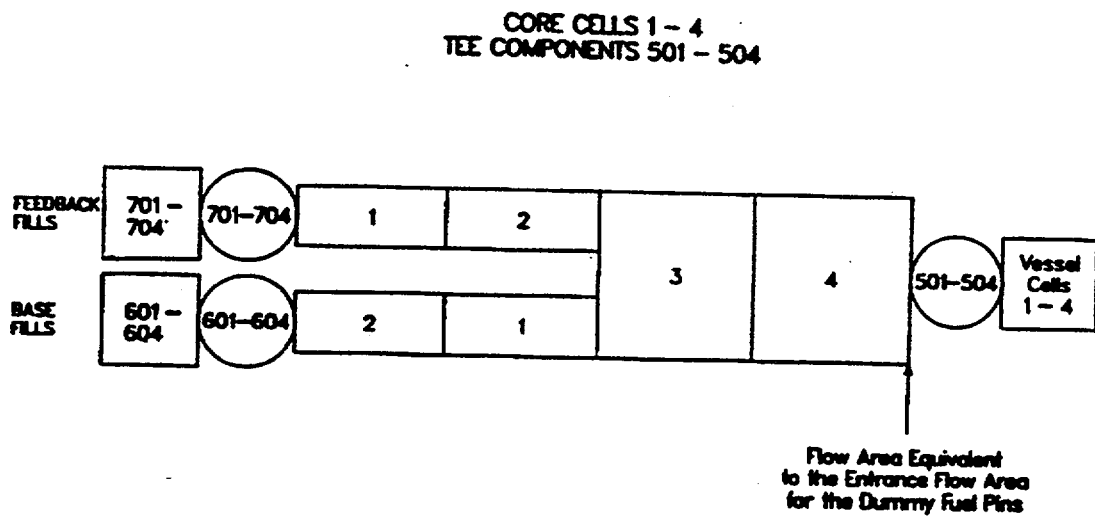 CORE CELLS 1 - 4
TEE COMPONENTS 501 - 504
FEEDBACK
FILLS
701 -
704
701-704
1
2
3
4
501-504
Vessel
Cells
1 - 4
BASE
FILLS
601 -
604
601-604
2
1
Flow Area Equivalent
to the Entrance Flow Area
for the Dummy Fuel Pins